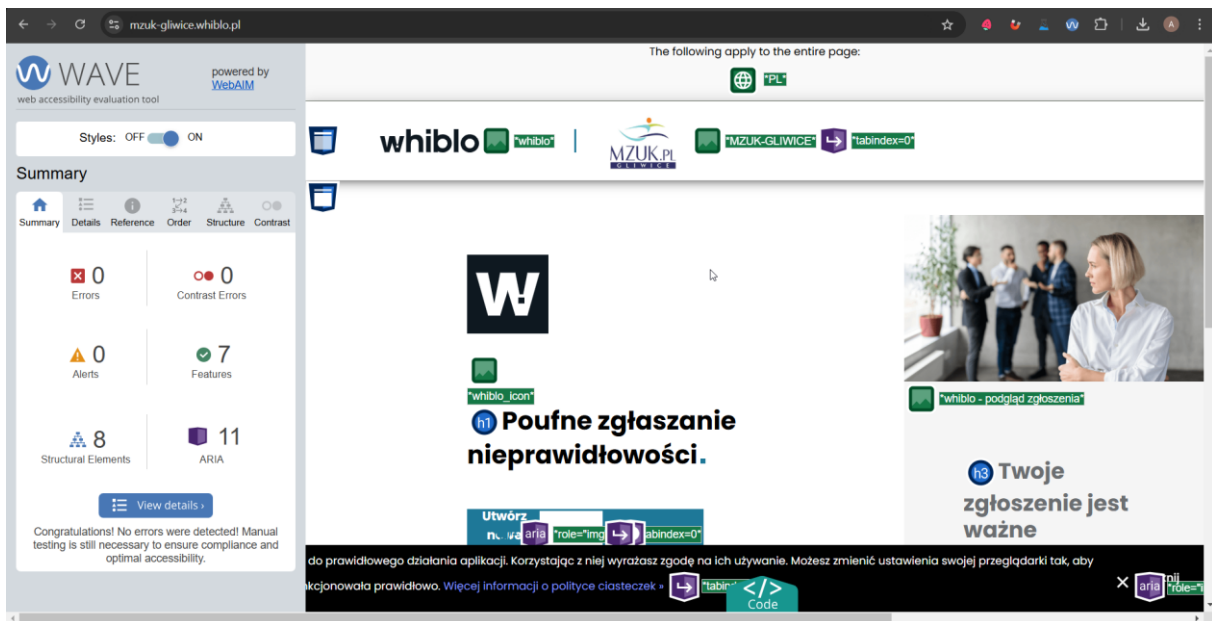 mzuk-gliwice.whiblo.pl
A
WAVE
web accessibility evaluation tool
powered by
WebAIM
Styles: OFF ON
Summary
Summary Details Reference Order Structure Contrast
0
Errors
0
Contrast Errors
0
Alerts
7
Features
8
Structural Elements
11
ARIA
View details ›
Congratulations! No errors were detected! Manual
testing is still necessary to ensure compliance and
optimal accessibility.
The following apply to the entire page:
*PL*
whiblo *whiblo* | MZUK.PL GLIWICE *MZUK-GLIWICE* *tabindex=0*
W!
*whiblo_icon*
h1 Poufne zgłaszanie
nieprawidłowości.
Utwórz
aria *role="img abindex=0*
*whiblo - podgląd zgłoszenia*
h3 Twoje
zgłoszenie jest
ważne
do prawidłowego działania aplikacji. Korzystając z niej wyrażasz zgodę na ich używanie. Możesz zmienić ustawienia swojej przeglądarki tak, aby
nkcjonowała prawidłowo. Więcej informacji o polityce ciasteczek »
</>
Code
aria